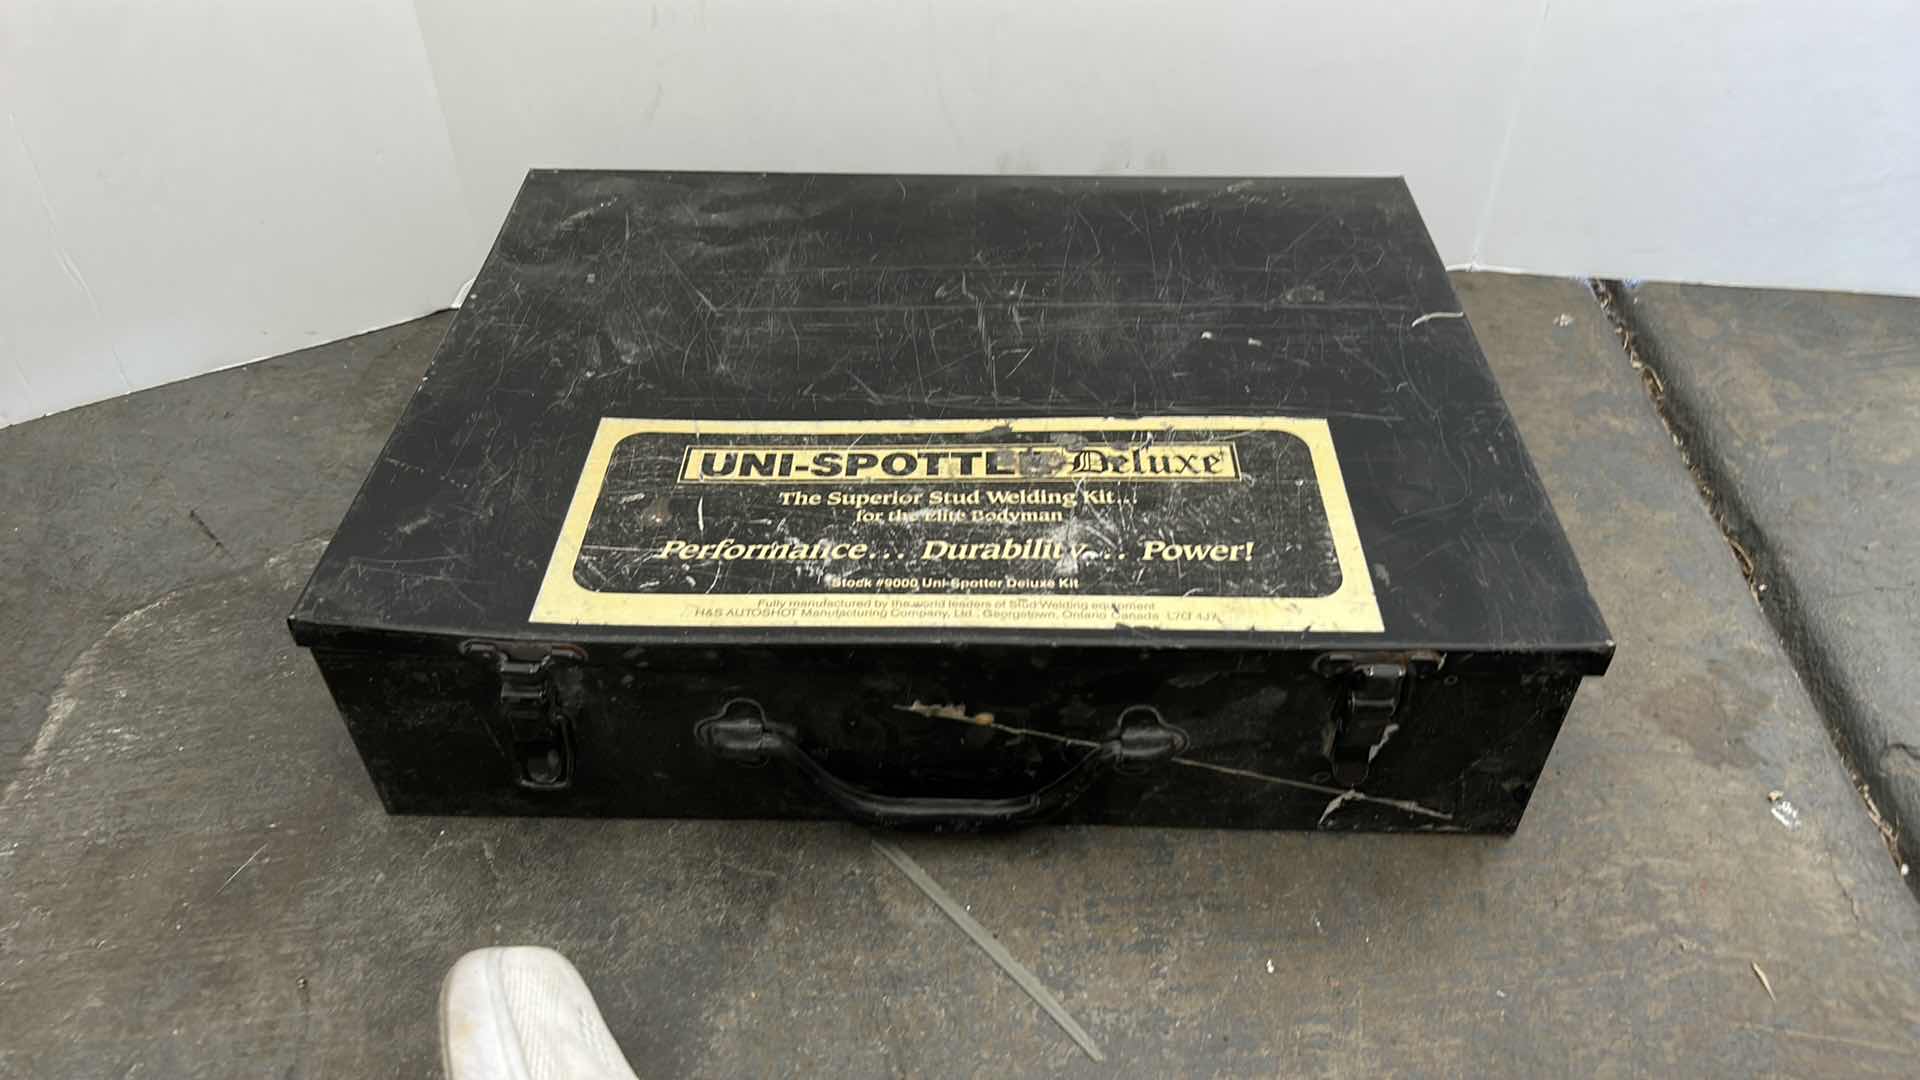 UNI-SPOTTER Deluxe
The Superior Stud Welding Kit...
for the Elite Bodyman
Performance... Durability... Power!
Stock #9000 Uni-Spotter Deluxe Kit
Fully manufactured by the world leaders of Stud Welding equipment
H&S AUTOSHOT Manufacturing Company, Ltd., Georgetown, Ontario Canada L7G 4J7